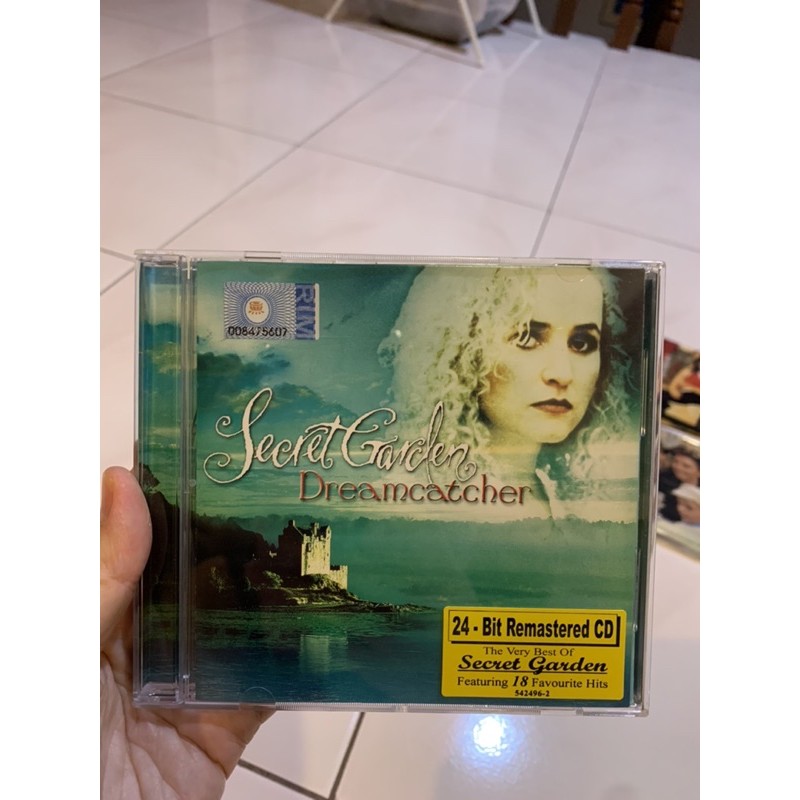 RIM
008475607
Secret Garden
Dreamcatcher
24 - Bit Remastered CD
The Very Best Of
Secret Garden
Featuring 18 Favourite Hits
542496-2